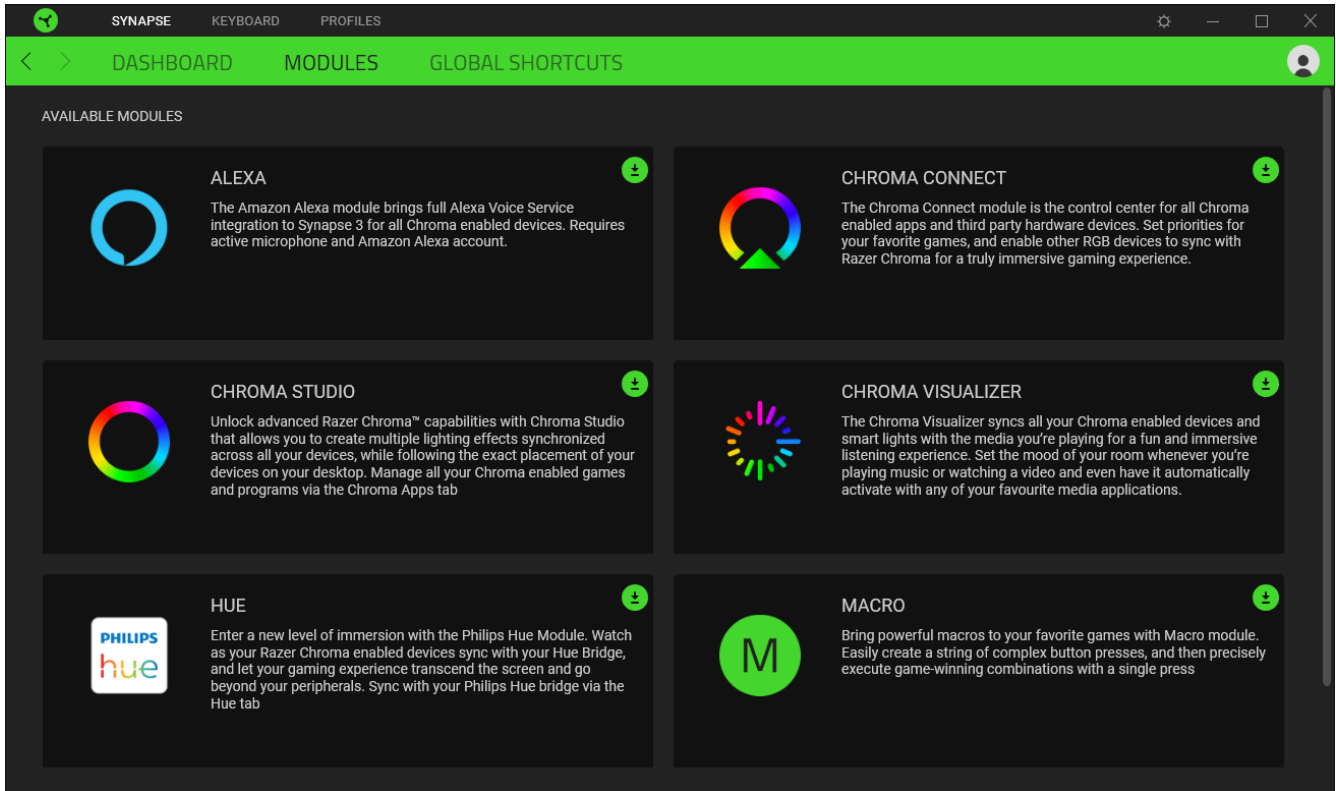 SYNAPSE KEYBOARD PROFILES
DASHBOARD MODULES GLOBAL SHORTCUTS
AVAILABLE MODULES
ALEXA
The Amazon Alexa module brings full Alexa Voice Service
integration to Synapse 3 for all Chroma enabled devices. Requires
active microphone and Amazon Alexa account.
CHROMA CONNECT
The Chroma Connect module is the control center for all Chroma
enabled apps and third party hardware devices. Set priorities for
your favorite games, and enable other RGB devices to sync with
Razer Chroma for a truly immersive gaming experience.
CHROMA STUDIO
Unlock advanced Razer Chroma™ capabilities with Chroma Studio
that allows you to create multiple lighting effects synchronized
across all your devices, while following the exact placement of your
devices on your desktop. Manage all your Chroma enabled games
and programs via the Chroma Apps tab
CHROMA VISUALIZER
The Chroma Visualizer syncs all your Chroma enabled devices and
smart lights with the media you’re playing for a fun and immersive
listening experience. Set the mood of your room whenever you’re
playing music or watching a video and even have it automatically
activate with any of your favourite media applications.
PHILIPS
hue
HUE
Enter a new level of immersion with the Philips Hue Module. Watch
as your Razer Chroma enabled devices sync with your Hue Bridge,
and let your gaming experience transcend the screen and go
beyond your peripherals. Sync with your Philips Hue bridge via the
Hue tab
M
MACRO
Bring powerful macros to your favorite games with Macro module.
Easily create a string of complex button presses, and then precisely
execute game-winning combinations with a single press